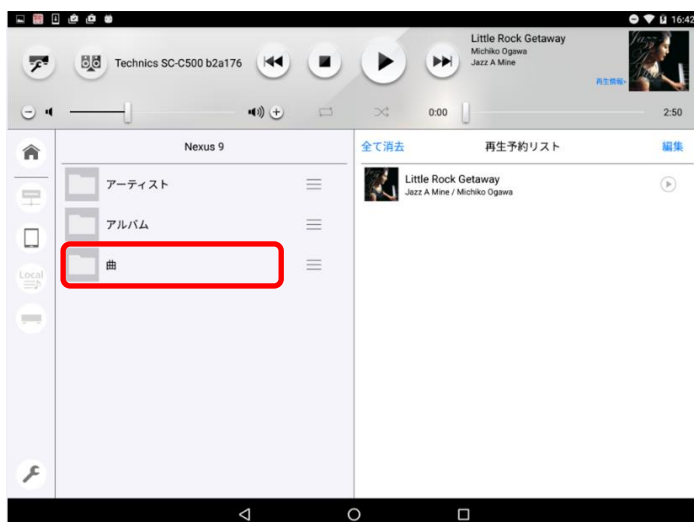 16:42
Technics SC-C500 b2a176
Little Rock Getaway
Michiko Ogawa
Jazz A Mine
再生情報
0:00
2:50
Nexus 9
アーティスト
アルバム
曲
Local
全て消去
再生予約リスト
編集
Little Rock Getaway
Jazz A Mine / Michiko Ogawa